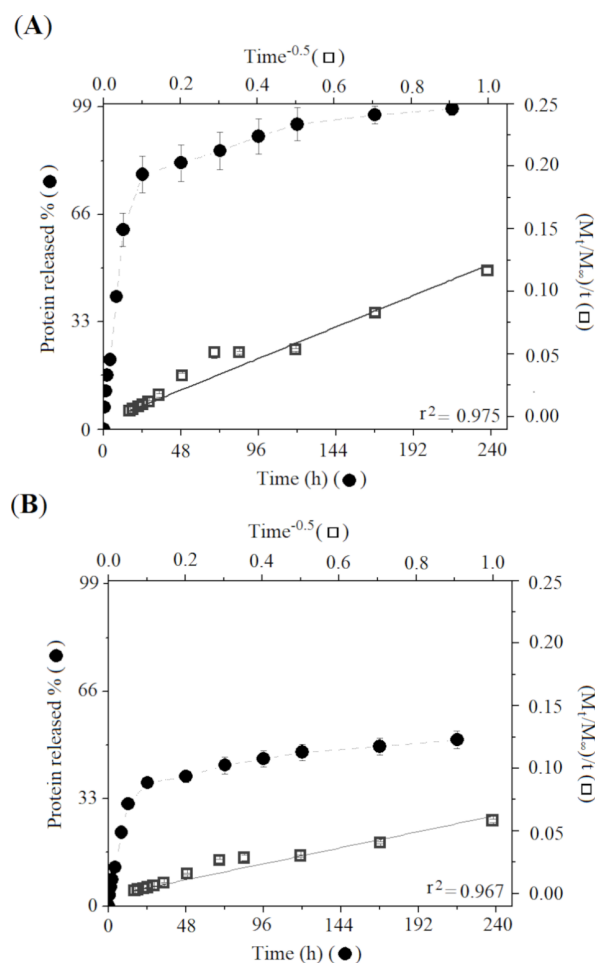 (A)
Time-0.5(□)
0.0 0.2 0.4 0.6 0.8 1.0
99
66
33
0
Protein released % (●)
0.25
0.20
0.15
0.10
0.05
0.00
(Mt/M∞)/t (□)
r2 = 0.975
0 48 96 144 192 240
Time (h) (●)
(B)
Time-0.5(□)
0.0 0.2 0.4 0.6 0.8 1.0
99
66
33
0
Protein released % (●)
0.25
0.20
0.15
0.10
0.05
0.00
(Mt/M∞)/t (□)
r2 = 0.967
0 48 96 144 192 240
Time (h) (●)